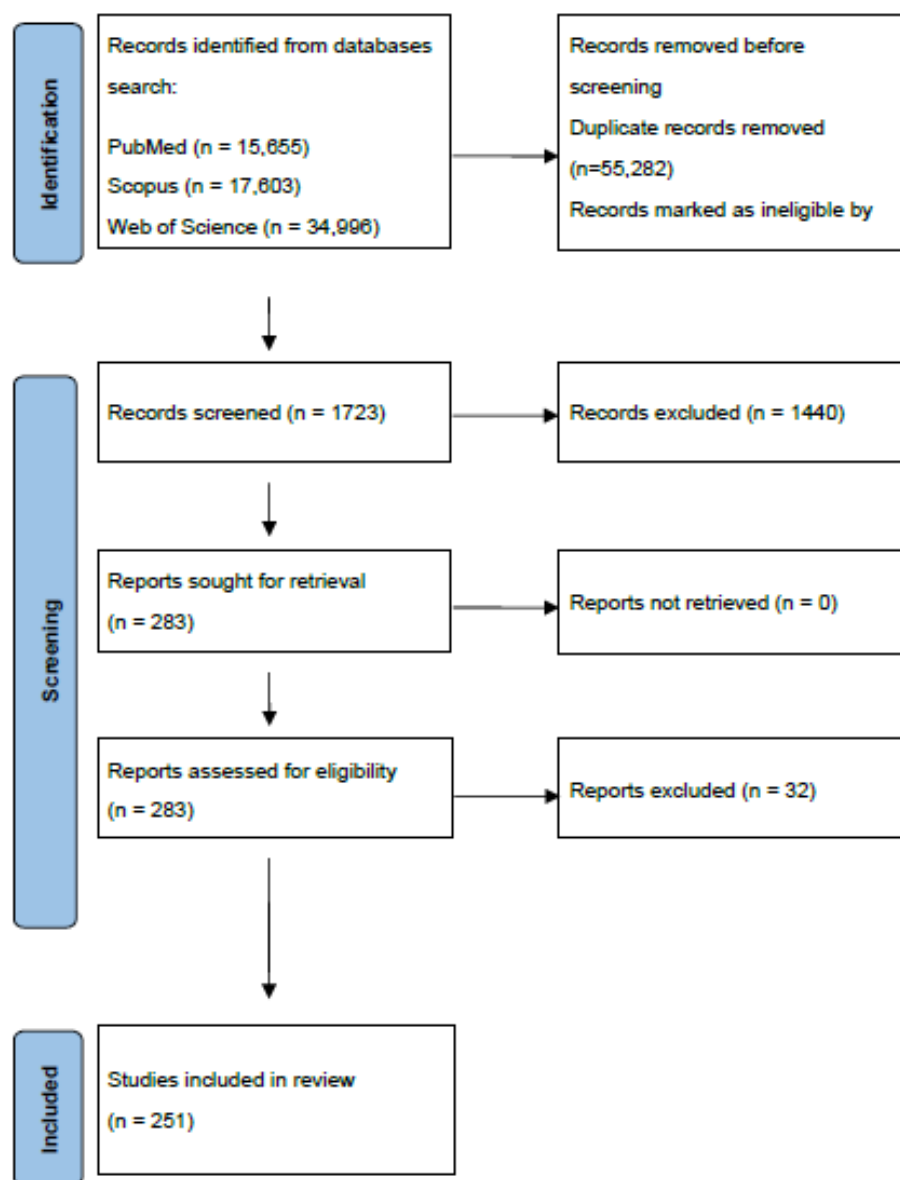 Identification
Records identified from databases
search:
PubMed (n = 15,655)
Scopus (n = 17,603)
Web of Science (n = 34,996)
Records removed before
screening
Duplicate records removed
(n=55,282)
Records marked as ineligible by
Screening
Records screened (n = 1723)
Records excluded (n = 1440)
Reports sought for retrieval
(n = 283)
Reports not retrieved (n = 0)
Reports assessed for eligibility
(n = 283)
Reports excluded (n = 32)
Included
Studies included in review
(n = 251)